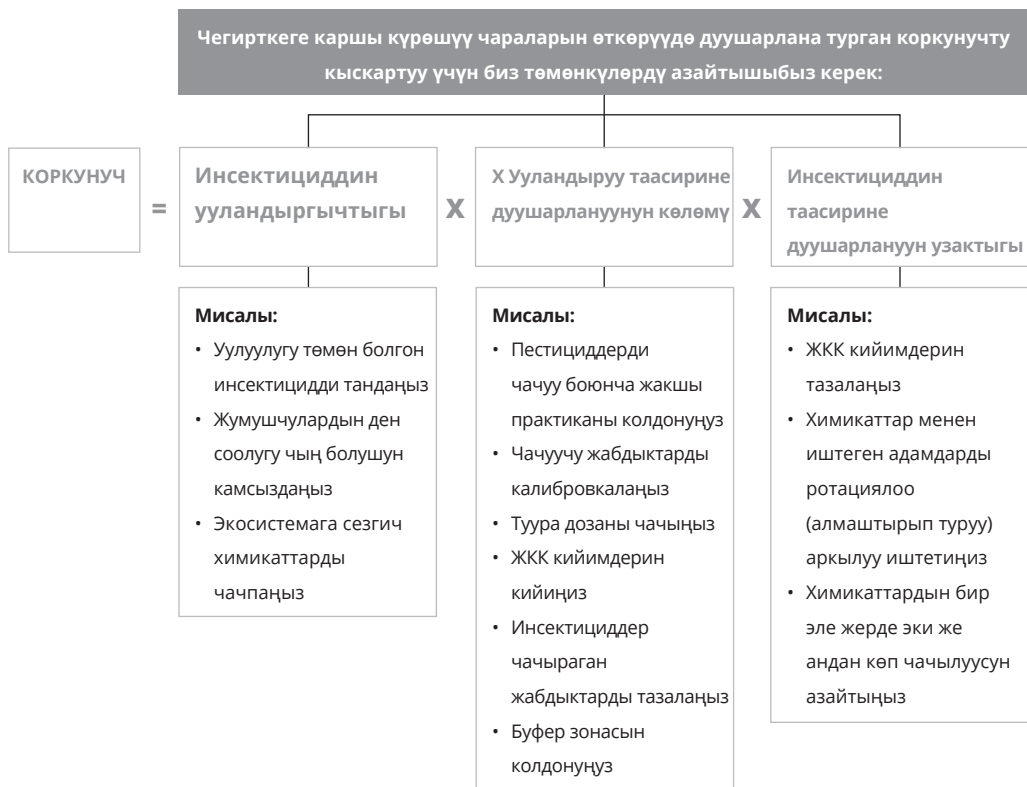 Чегирткеге каршы күрөшүү чараларын өткөрүүдө дуушарлана турган коркунучту
кыскартуу үчүн биз төмөнкүлөрдү азайтышыбыз керек:
КОРКУНУЧ
=
Инсектициддин
ууландыргычтыгы
X
X Ууландыруу таасирине
дуушарлануунун көлөмү
X
Инсектициддин
таасирине
дуушарлануун узактыгы
Мисалы:
• Уулуулугу төмөн болгон
инсектицидди тандаңыз
• Жумушчулардын ден
соолугу чың болушун
камсыздаңыз
• Экосистемага сезгич
химикаттарды
чачпаңыз
Мисалы:
• Пестициддерди
чачуу боюнча жакшы
практиканы колдонуңуз
• Чачуучу жабдыктарды
калибровкалаңыз
• Туура дозаны чачыңыз
• ЖКК кийимдерин
кийиңиз
• Инсектициддер
чачыраган
жабдыктарды тазалаңыз
• Буфер зонасын
колдонуңуз
Мисалы:
• ЖКК кийимдерин
тазалаңыз
• Химикаттар менен
иштеген адамдарды
ротациялоо
(алмаштырып туруу)
аркылуу иштетиңиз
• Химикаттардын бир
эле жерде эки же
андан көп чачылуусун
азайтыңыз